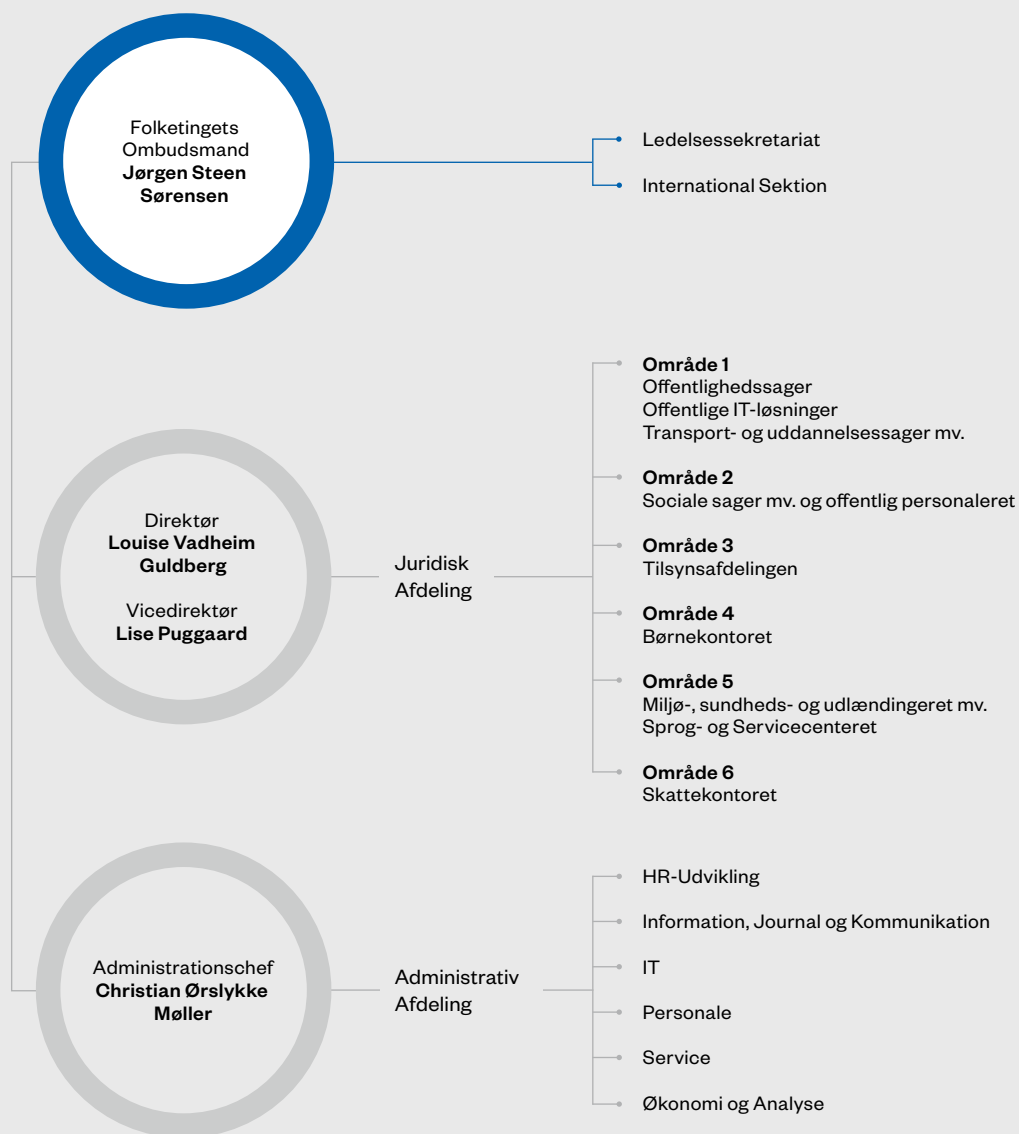 Folketingets
Ombudsmand
Jørgen Steen
Sørensen
Ledelsessekretariat
International Sektion
Direktør
Louise Vadheim
Guldberg
Vicedirektør
Lise Puggaard
Juridisk
Afdeling
Område 1
Offentlighedssager
Offentlige IT-løsninger
Transport- og uddannelsessager mv.
Område 2
Sociale sager mv. og offentlig personaleret
Område 3
Tilsynsafdelingen
Område 4
Børnekontoret
Område 5
Miljø-, sundheds- og udlændingeret mv.
Sprog- og Servicecenteret
Område 6
Skattekontoret
Administrationschef
Christian Ørslykke
Møller
Administrativ
Afdeling
HR-Udvikling
Information, Journal og Kommunikation
IT
Personale
Service
Økonomi og Analyse